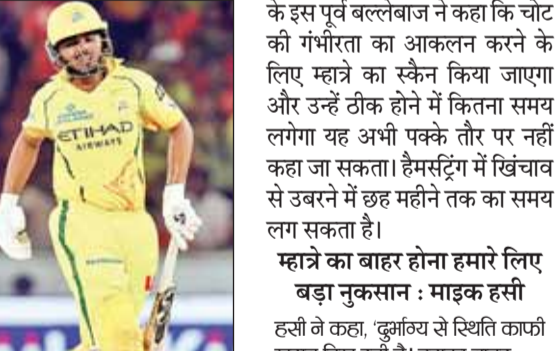 ETIHAD
AIRWAYS
के इस पूर्व बल्लेबाज ने कहा कि चोट
की गंभीरता का आकलन करने के
लिए म्हात्रे का स्कैन किया जाएगा
और उन्हें ठीक होने में कितना समय
लगेगा यह अभी पक्के तौर पर नहीं
कहा जा सकता। हैमस्ट्रिंग में खिंचाव
से उबरने में छह महीने तक का समय
लग सकता है।
म्हात्रे का बाहर होना हमारे लिए
बड़ा नुकसान : माइक हसी
हसी ने कहा, 'दुर्भाग्य से स्थिति काफी